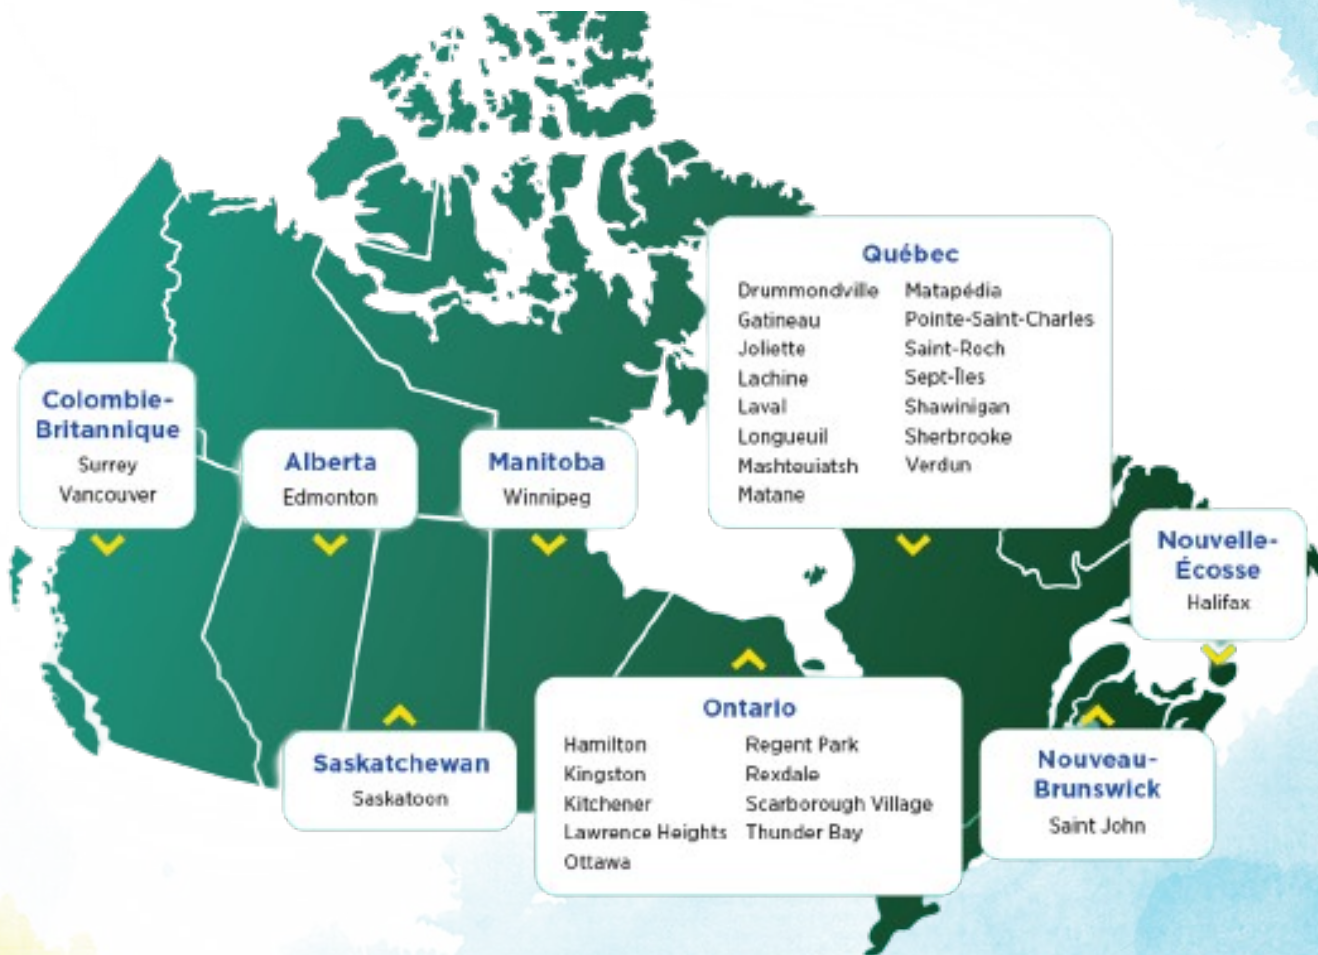 Québec
Drummondville
Gatineau
Joliette
Lachine
Laval
Longueuil
Mashteuiatsh
Matane
Matapédia
Pointe-Saint-Charles
Saint-Roch
Sept-Îles
Shawinigan
Sherbrooke
Verdun
Colombie-
Britannique
Surrey
Vancouver
Alberta
Edmonton
Manitoba
Winnipeg
Nouvelle-
Écosse
Halifax
Saskatchewan
Saskatoon
Ontario
Hamilton
Kingston
Kitchener
Lawrence Heights
Ottawa
Regent Park
Rexdale
Scarborough Village
Thunder Bay
Nouveau-
Brunswick
Saint John